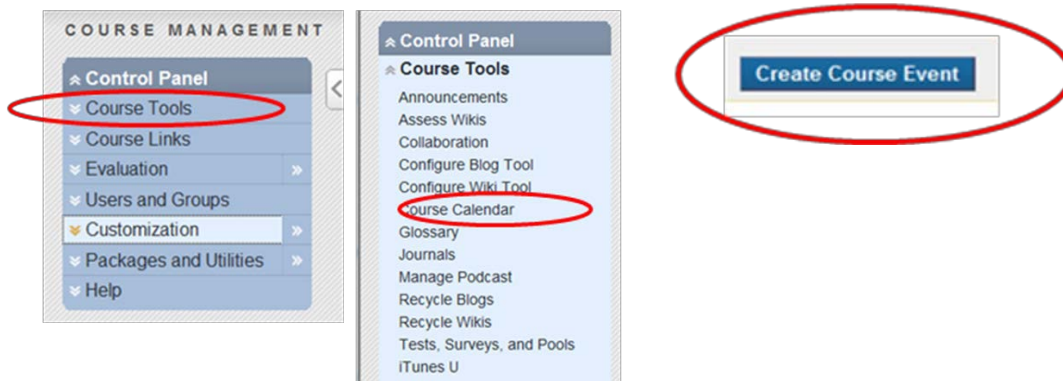 COURSE MANAGEMENT
Control Panel
Course Tools
Course Links
Evaluation
Users and Groups
Customization
Packages and Utilities
Help
Control Panel
Course Tools
Announcements
Assess Wikis
Collaboration
Configure Blog Tool
Configure Wiki Tool
Course Calendar
Glossary
Journals
Manage Podcast
Recycle Blogs
Recycle Wikis
Tests, Surveys, and Pools
iTunes U
Create Course Event